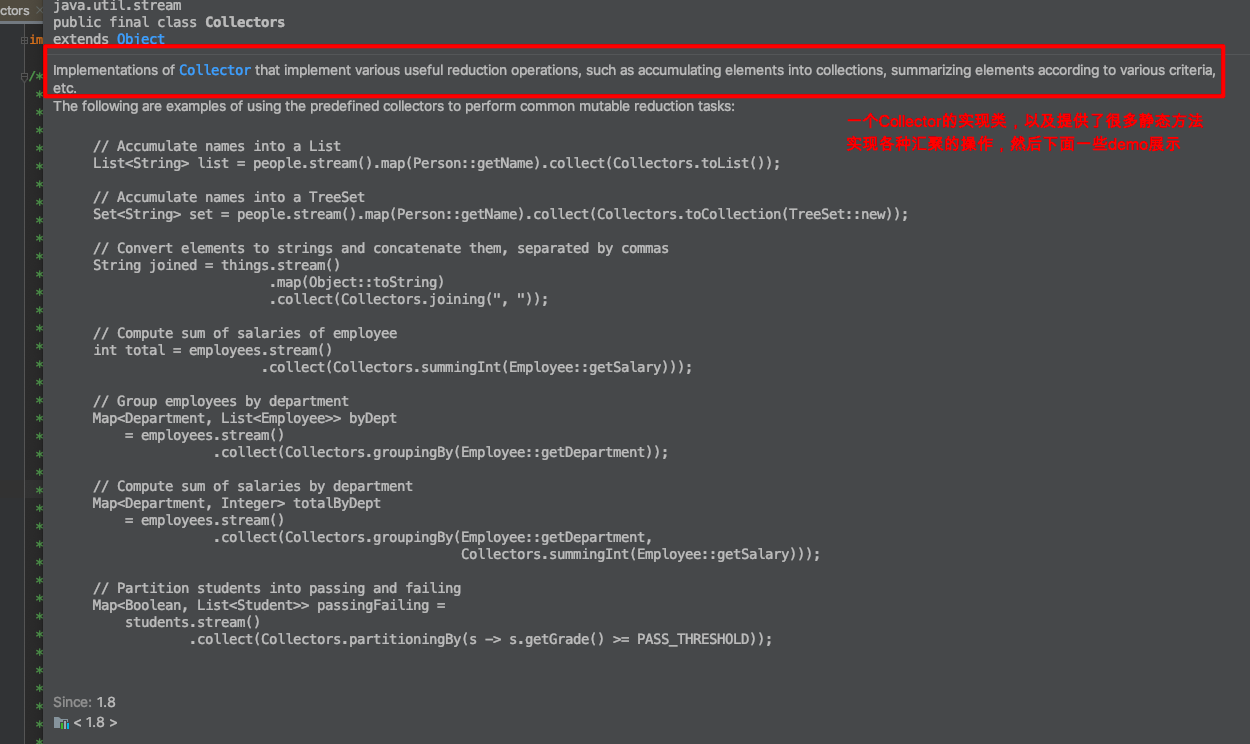 ctors ×
java.util.stream
public final class Collectors
extends Object
im
/*
Implementations of Collector that implement various useful reduction operations, such as accumulating elements into collections, summarizing elements according to various criteria,
etc.
The following are examples of using the predefined collectors to perform common mutable reduction tasks:
一个Collector的实现类，以及提供了很多静态方法
实现各种汇聚的操作，然后下面一些demo展示
// Accumulate names into a List
List<String> list = people.stream().map(Person::getName).collect(Collectors.toList());
// Accumulate names into a TreeSet
Set<String> set = people.stream().map(Person::getName).collect(Collectors.toCollection(TreeSet::new));
// Convert elements to strings and concatenate them, separated by commas
String joined = things.stream()
.map(Object::toString)
.collect(Collectors.joining(", "));
// Compute sum of salaries of employee
int total = employees.stream()
.collect(Collectors.summingInt(Employee::getSalary)));
// Group employees by department
Map<Department, List<Employee>> byDept
= employees.stream()
.collect(Collectors.groupingBy(Employee::getDepartment));
// Compute sum of salaries by department
Map<Department, Integer> totalByDept
= employees.stream()
.collect(Collectors.groupingBy(Employee::getDepartment,
Collectors.summingInt(Employee::getSalary)));
// Partition students into passing and failing
Map<Boolean, List<Student>> passingFailing =
students.stream()
.collect(Collectors.partitioningBy(s -> s.getGrade() >= PASS_THRESHOLD));
Since: 1.8
< 1.8 >